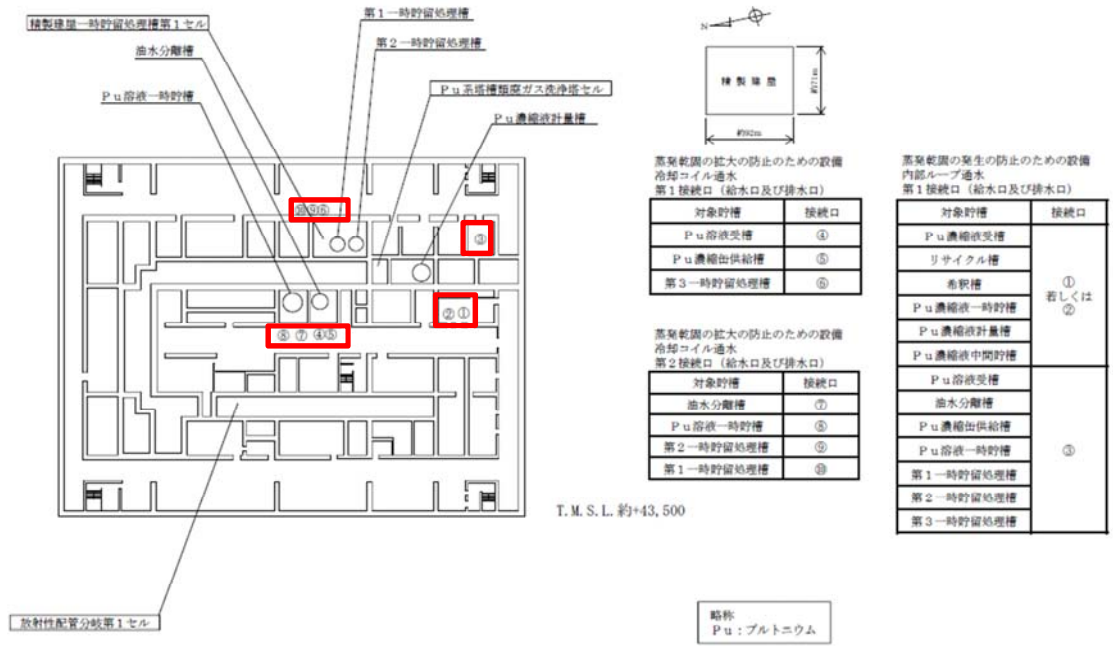 精製建屋一時貯留処理槽第1セル
第1一時貯留処理槽
油水分離槽
第2一時貯留処理槽
Pu溶液一時貯槽
Pu系塔槽類廃ガス洗浄塔セル
Pu濃縮液計量槽
⑩⑨⑥
③
②①
⑧⑦④⑤
放射性配管分岐第1セル
T.M.S.L.約+43,500
N
精製建屋
約71m
約92m
蒸発乾固の拡大の防止のための設備
冷却コイル通水
第1接続口(給水口及び排水口)
対象貯槽 接続口
Pu溶液受槽 ④
Pu濃縮缶供給槽 ⑤
第3一時貯留処理槽 ⑥
蒸発乾固の拡大の防止のための設備
冷却コイル通水
第2接続口(給水口及び排水口)
対象貯槽 接続口
油水分離槽 ⑦
Pu溶液一時貯槽 ⑧
第2一時貯留処理槽 ⑨
第1一時貯留処理槽 ⑩
蒸発乾固の発生の防止のための設備
内部ループ通水
第1接続口(給水口及び排水口)
対象貯槽 接続口
Pu濃縮液受槽
リサイクル槽
希釈槽
Pu濃縮液一時貯槽
Pu濃縮液計量槽
Pu濃縮液中間貯槽
①
若しくは
②
Pu溶液受槽
油水分離槽
Pu濃縮缶供給槽
Pu溶液一時貯槽
第1一時貯留処理槽
第2一時貯留処理槽
第3一時貯留処理槽
③
略称
Pu:プルトニウム